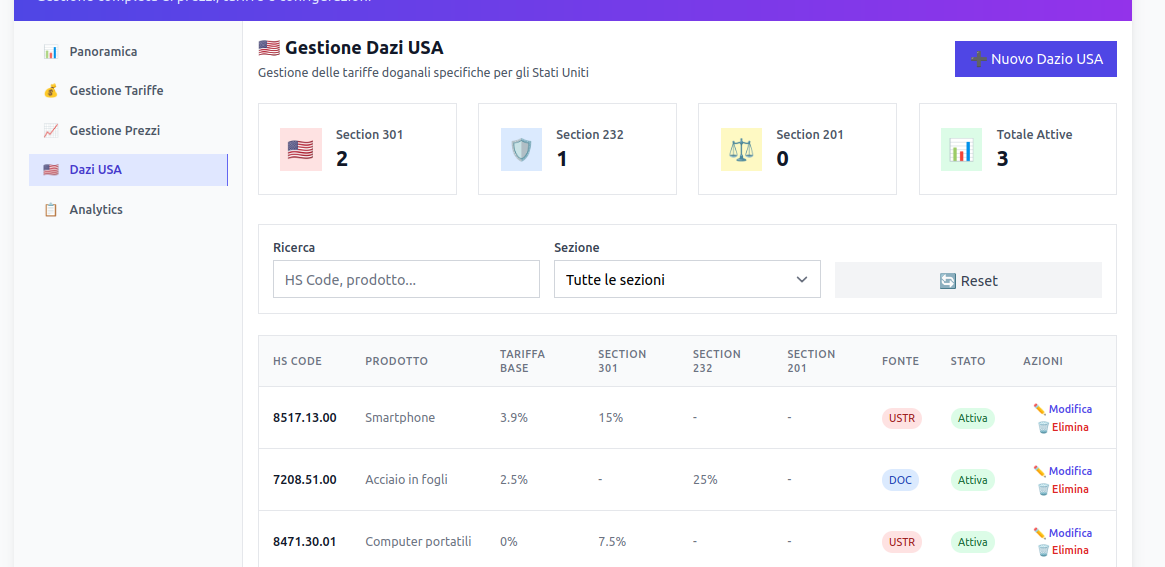 Gestione completa di prezzi, tariffe e configurazioni
Panoramica
Gestione Tariffe
Gestione Prezzi
Dazi USA
Analytics
Gestione Dazi USA
Gestione delle tariffe doganali specifiche per gli Stati Uniti
Nuovo Dazio USA
Section 301
2
Section 232
1
Section 201
0
Totale Attive
3
Ricerca
HS Code, prodotto...
Sezione
Tutte le sezioni
Reset
HS CODE PRODOTTO TARIFFA BASE SECTION 301 SECTION 232 SECTION 201 FONTE STATO AZIONI
8517.13.00 Smartphone 3.9% 15% - - USTR Attiva Modifica
Elimina
7208.51.00 Acciaio in fogli 2.5% - 25% - DOC Attiva Modifica
Elimina
8471.30.01 Computer portatili 0% 7.5% - - USTR Attiva Modifica
Elimina